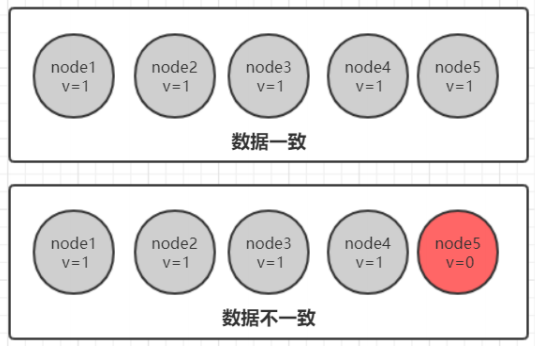 node1 node2 node3 node4 node5
v=1 v=1 v=1 v=1 v=1
数据一致
node1 node2 node3 node4 node5
v=1 v=1 v=1 v=1 v=0
数据不一致